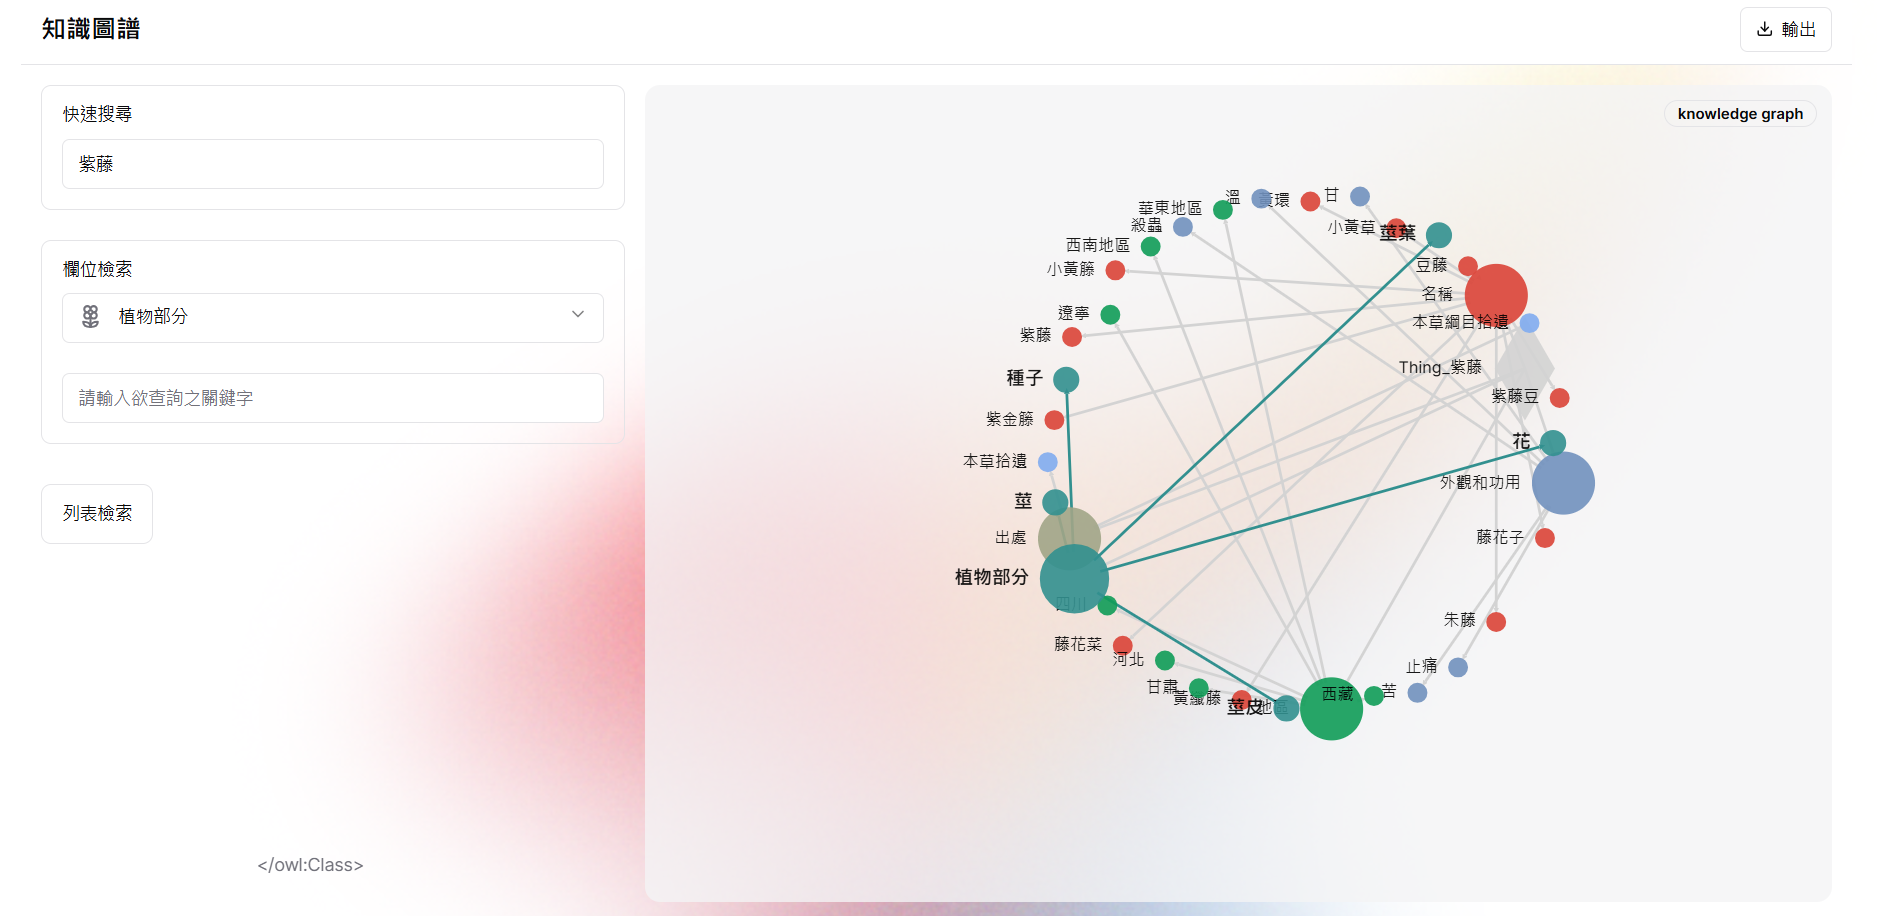 知識圖譜
輸出
快速搜尋
紫藤
欄位檢索
植物部分
請輸入欲查詢之關鍵字
列表檢索
</owl:Class>
knowledge graph
溫
黃環
甘
華東地區
殺蟲
小黃草
莖葉
西南地區
小黃籐
豆藤
名稱
遼寧
本草綱目拾遺
紫藤
Thing_紫藤
種子
紫藤豆
紫金籐
花
本草拾遺
外觀和功用
莖
出處
藤花子
植物部分
四川
朱藤
藤花菜
河北
止痛
甘肅
黃纖藤
莖皮
地區
西藏
苦